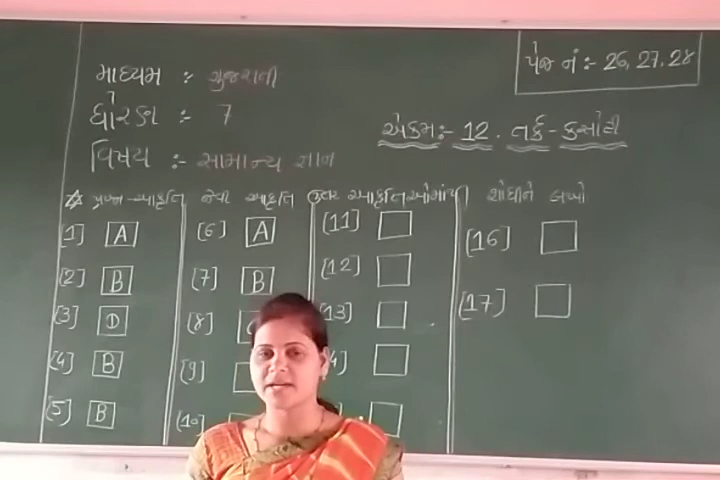 માધ્યમ :- ગુજરાતી
પેજ નં:- 26, 27, 28
ધોરણ :- 7
એકમ:- 12. તર્ક-કસોટી
વિષય :- સામાન્ય જ્ઞાન
☆ પ્રશ્ન-આકૃતિ જેવી આકૃતિ ઉત્તર આકૃતિઓમાંથી શોધીને લખો
[1] A
[2] B
[3] D
[4] B
[5] B
[6] A
[7] B
[8]
[9]
[10]
[11]
[12]
[13]
[16]
[17]